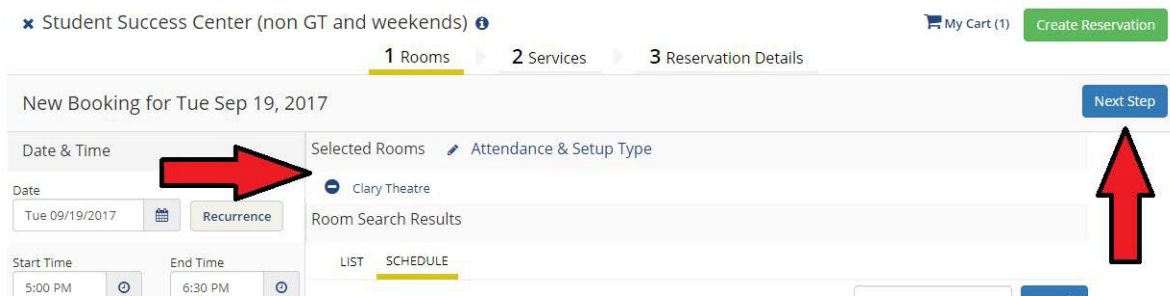 × Student Success Center (non GT and weekends)
My Cart (1)
Create Reservation
1 Rooms
2 Services
3 Reservation Details
New Booking for Tue Sep 19, 2017
Next Step
Date & Time
Selected Rooms
Attendance & Setup Type
Clary Theatre
Date
Tue 09/19/2017
Recurrence
Room Search Results
LIST
SCHEDULE
Start Time
End Time
5:00 PM
6:30 PM